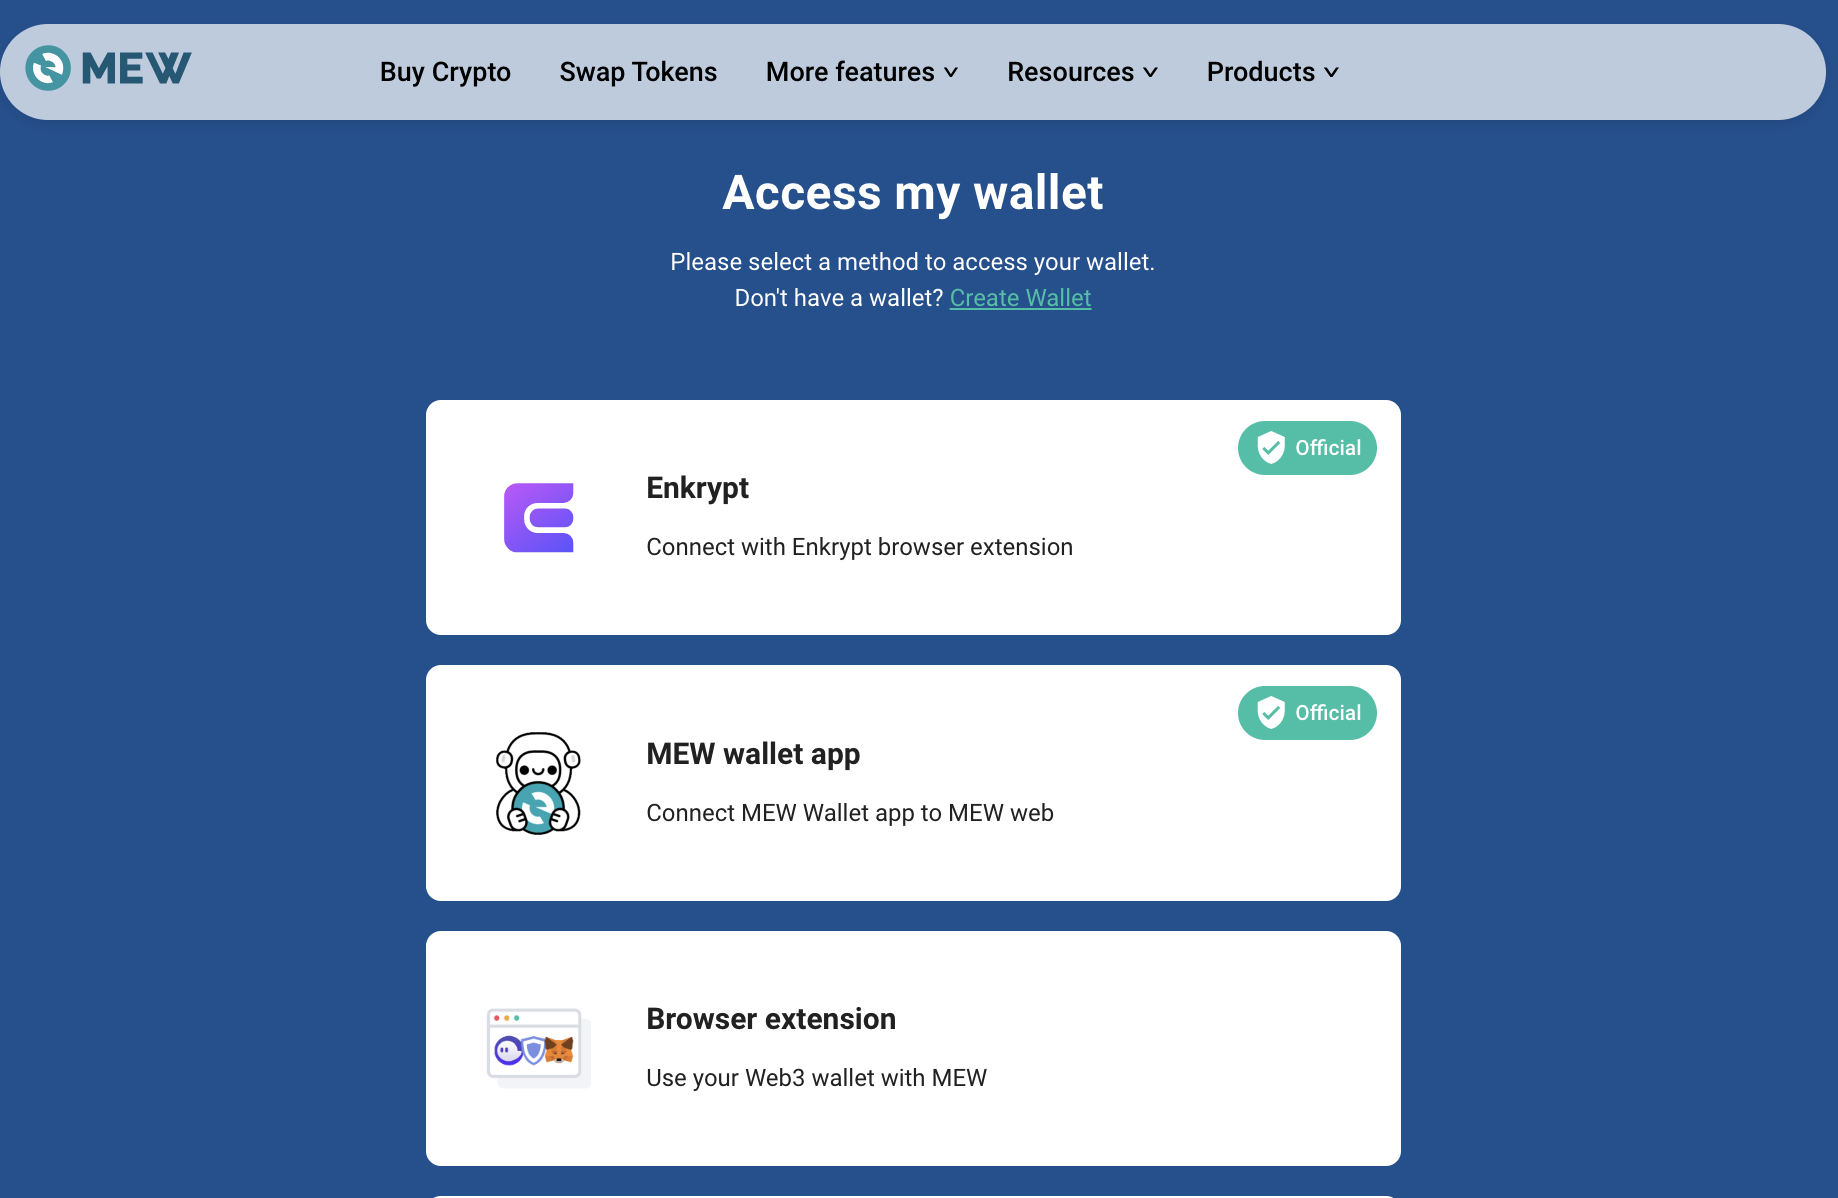 MEW
Buy Crypto
Swap Tokens
More features
Resources
Products
Access my wallet
Please select a method to access your wallet.
Don't have a wallet? Create Wallet
Official
Enkrypt
Connect with Enkrypt browser extension
Official
MEW wallet app
Connect MEW Wallet app to MEW web
Browser extension
Use your Web3 wallet with MEW